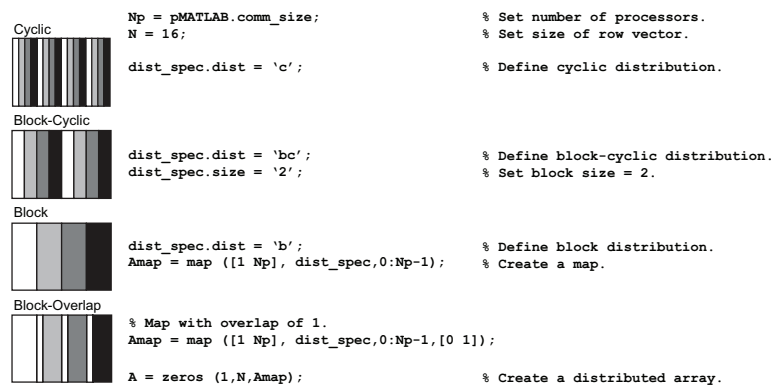 Np = pMATLAB.comm_size; % Set number of processors.
Cyclic
N = 16; % Set size of row vector.
dist_spec.dist = ‘c’; % Define cyclic distribution.
Block-Cyclic
dist_spec.dist = ‘bc’; % Define block-cyclic distribution.
dist_spec.size = ‘2’; % Set block size = 2.
Block
dist_spec.dist = ‘b’; % Define block distribution.
Amap = map ([1 Np], dist_spec,0:Np-1); % Create a map.
Block-Overlap
% Map with overlap of 1.
Amap = map ([1 Np], dist_spec,0:Np-1,[0 1]);
A = zeros (1,N,Amap); % Create a distributed array.